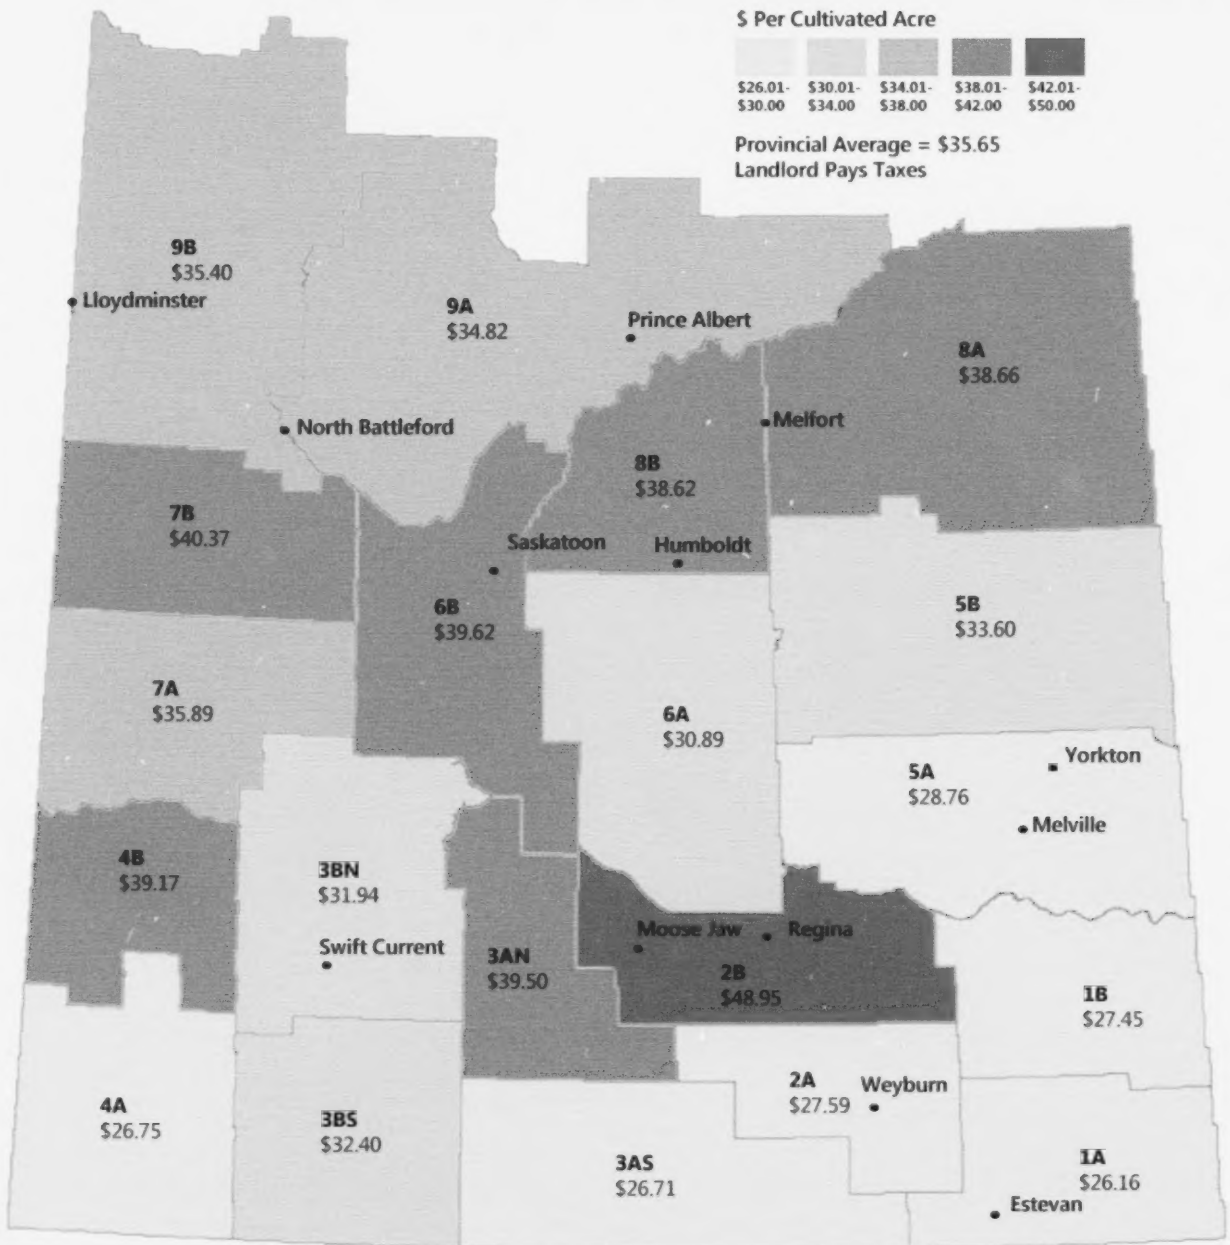 $ Per Cultivated Acre
$26.01- $30.01- $34.01- $38.01- $42.01-
$30.00 $34.00 $38.00 $42.00 $50.00
Provincial Average = $35.65
Landlord Pays Taxes
9B
$35.40
Lloydminster
9A
$34.82
Prince Albert
8A
$38.66
North Battleford
Melfort
8B
$38.62
7B
$40.37
Saskatoon
Humboldt
6B
$39.62
5B
$33.60
7A
$35.89
6A
$30.89
5A
$28.76
Yorkton
Melville
4B
$39.17
3BN
$31.94
Swift Current
3AN
$39.50
Moose Jaw
Regina
2B
$48.95
1B
$27.45
4A
$26.75
3BS
$32.40
2A
$27.59
Weyburn
3AS
$26.71
1A
$26.16
Estevan